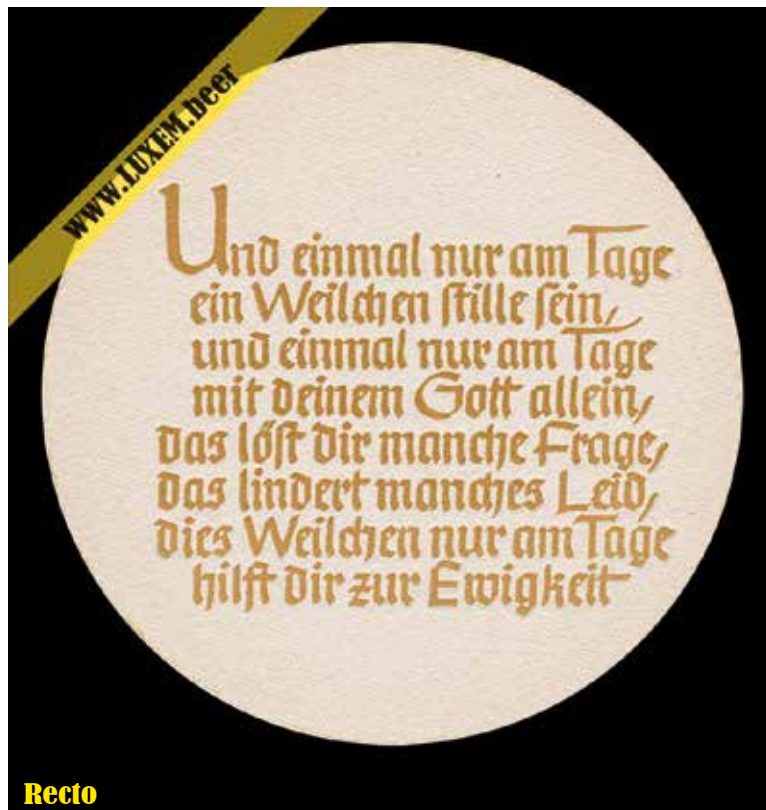 www.LUXEM.beer
Und einmal nur am Tage
ein Weilchen stille sein,
und einmal nur am Tage
mit deinem Gott allein,
das löst dir manche Frage,
das lindert manches Leid,
dies Weilchen nur am Tage
hilft dir zur Ewigkeit
Recto